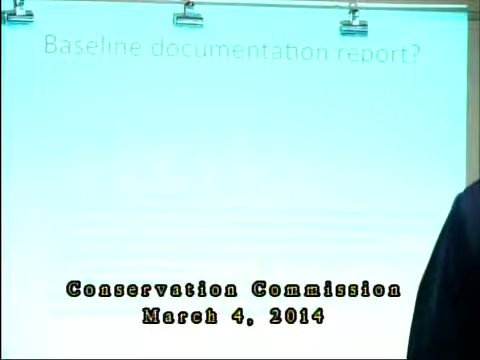 Baseline documentation report?
Conservation Commission
March 4, 2014